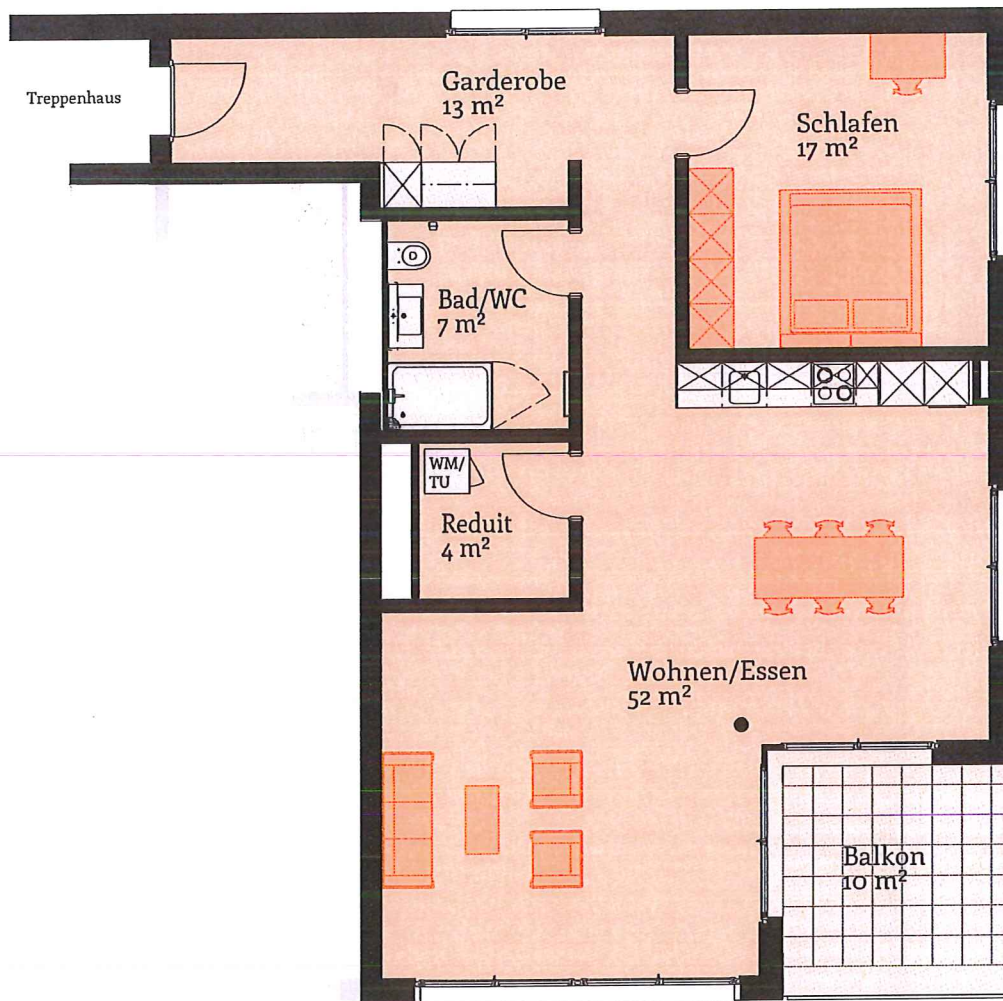 Treppenhaus
Garderobe
13 m²
Schlafen
17 m²
Bad/WC
7 m²
WM/
TU
Reduit
4 m²
Wohnen/Essen
52 m²
Balkon
10 m²